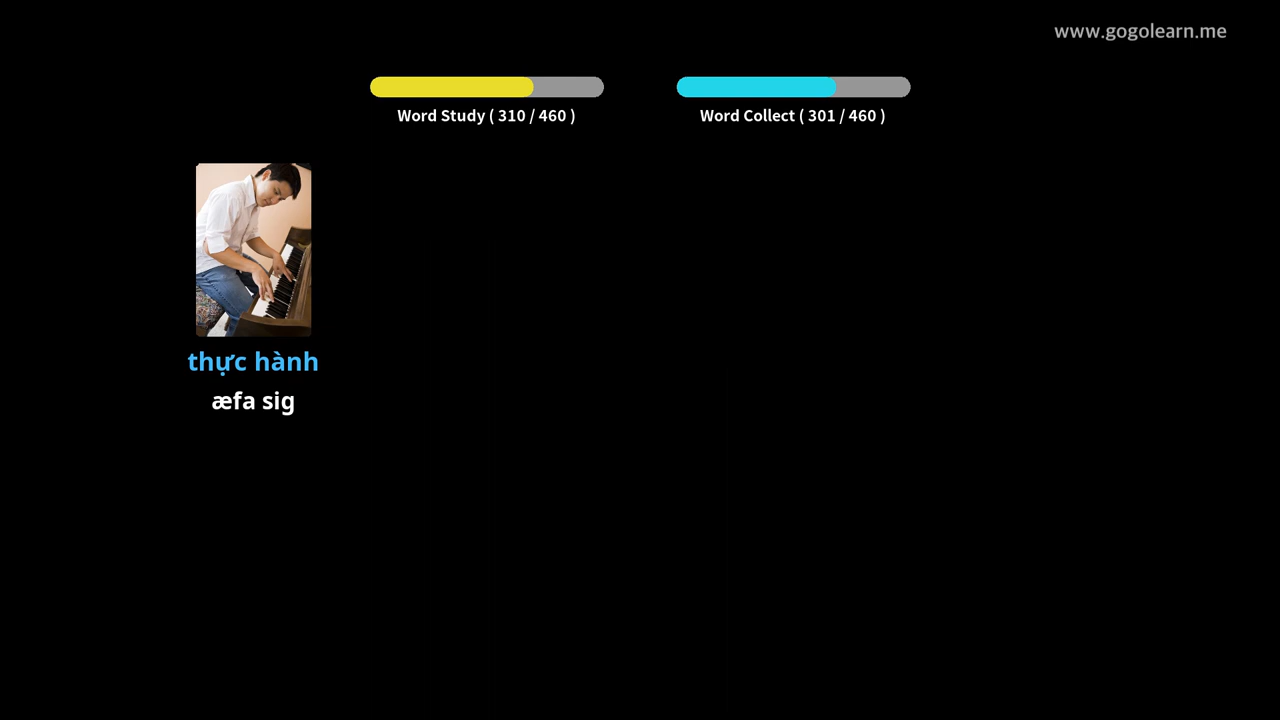 www.gogolearn.me
Word Study ( 310 / 460 )
Word Collect ( 301 / 460 )
thực hành
æfa sig